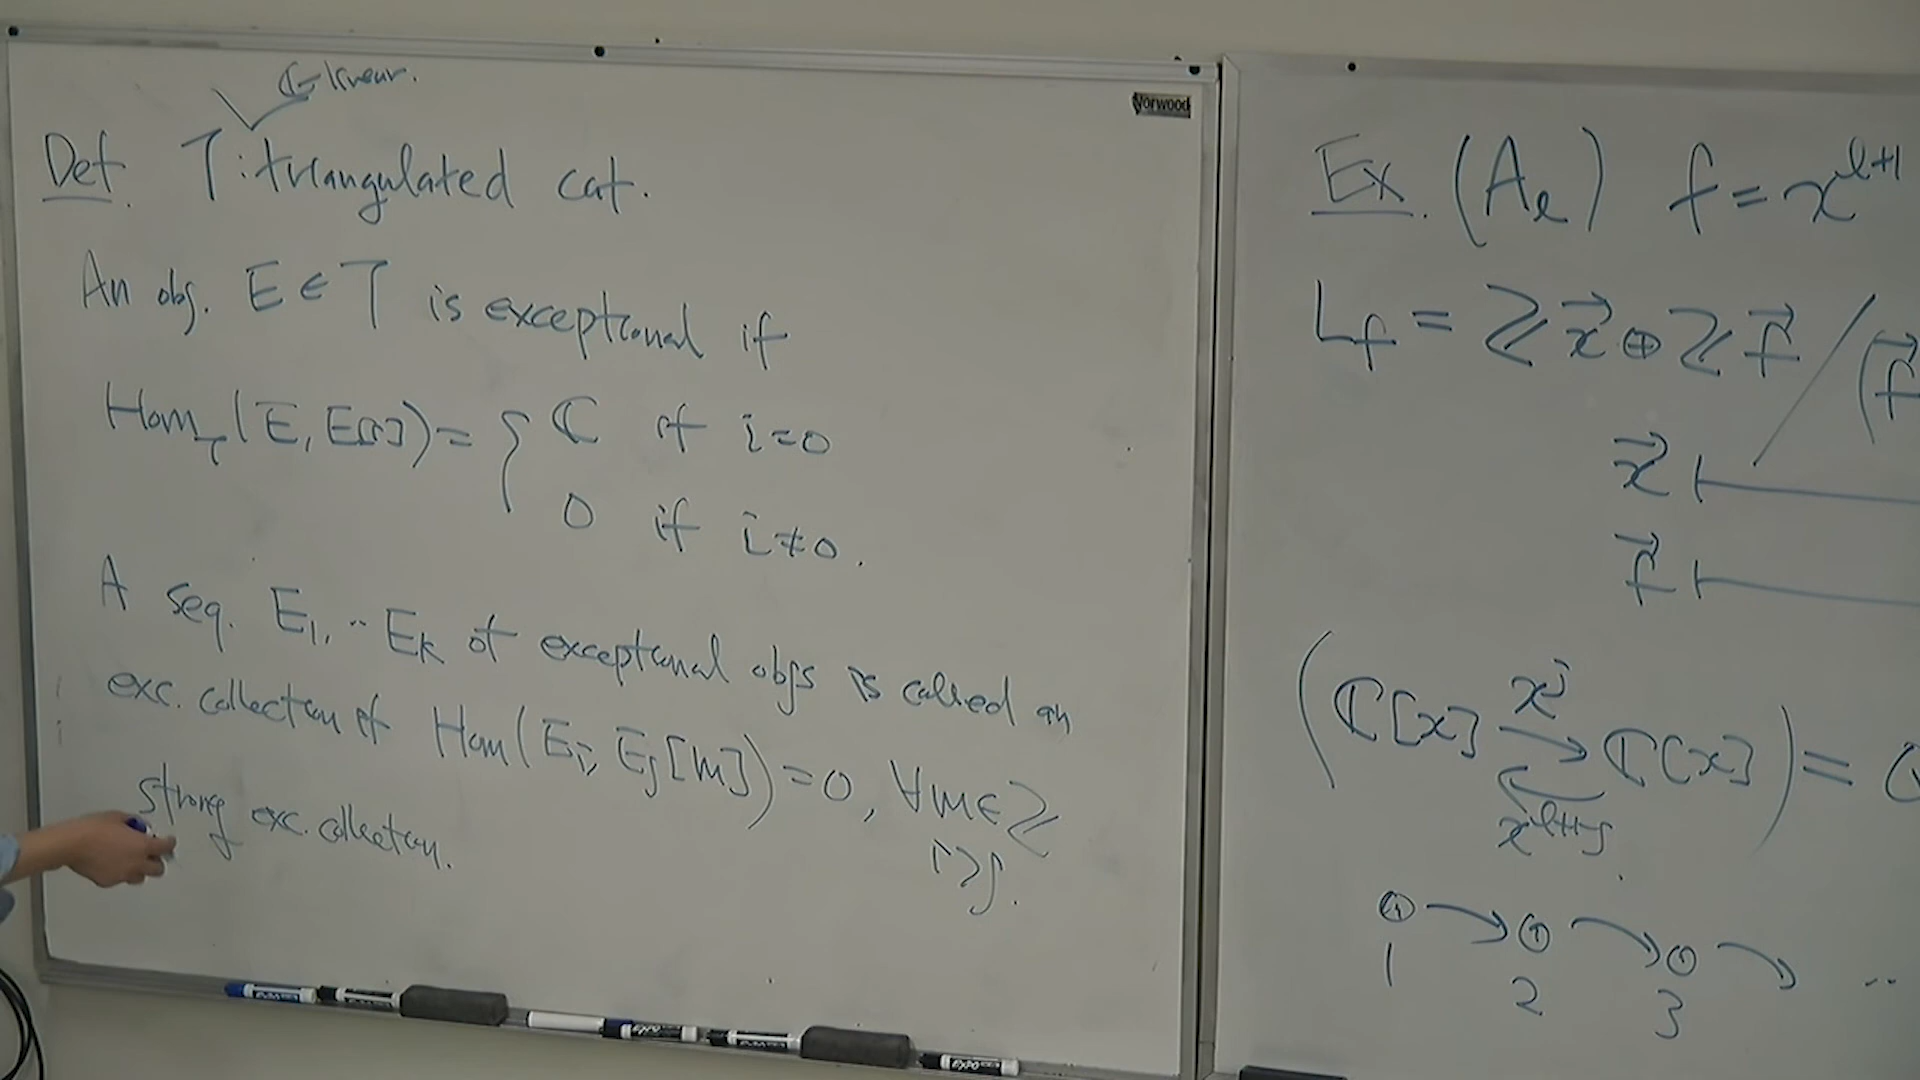 ℂ-linear.
Def. T: triangulated cat.
An obj. E ∈ T is exceptional if
Hom_T(E, E[i]) = { ℂ if i=0
0 if i≠0.
A seq. E₁, ·· E_k of exceptional objs is called an
exc. collection if Hom(E_i, E_j[m]) = 0, ∀m∈ℤ
i>j.
strong exc. collection.
Norwood
Ex. (A_ℓ) f = x^{ℓ+1}
L_f = ℤx⃗ ⊕ ℤf⃗ / (f⃗
x⃗ ↦
f⃗ ↦
(ℂ[x] x^j → ℂ[x]) =
← x^{ℓ+1-j}
→ → → ··
1 2 3
EXPO